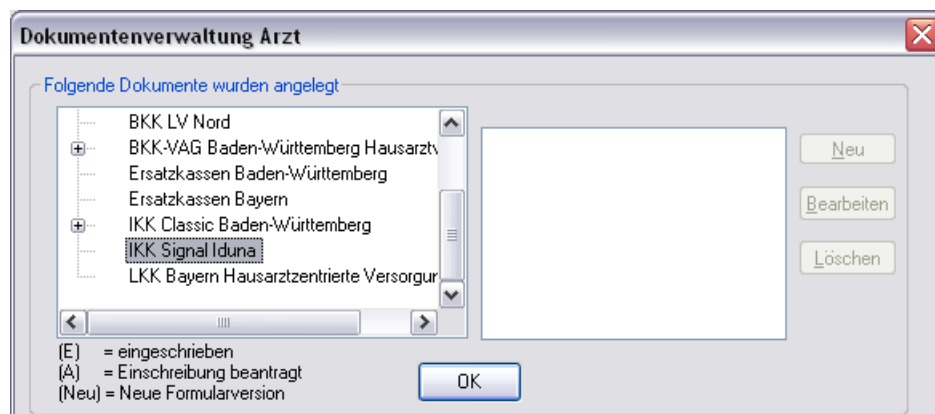 Dokumentenverwaltung Arzt
Folgende Dokumente wurden angelegt
BKK LV Nord
BKK-VAG Baden-Württemberg Hausarztv
Ersatzkassen Baden-Württemberg
Ersatzkassen Bayern
IKK Classic Baden-Württemberg
IKK Signal Iduna
LKK Bayern Hausarztzentrierte Versorgur
Neu
Bearbeiten
Löschen
(E) = eingeschrieben
(A) = Einschreibung beantragt
(Neu) = Neue Formularversion
OK